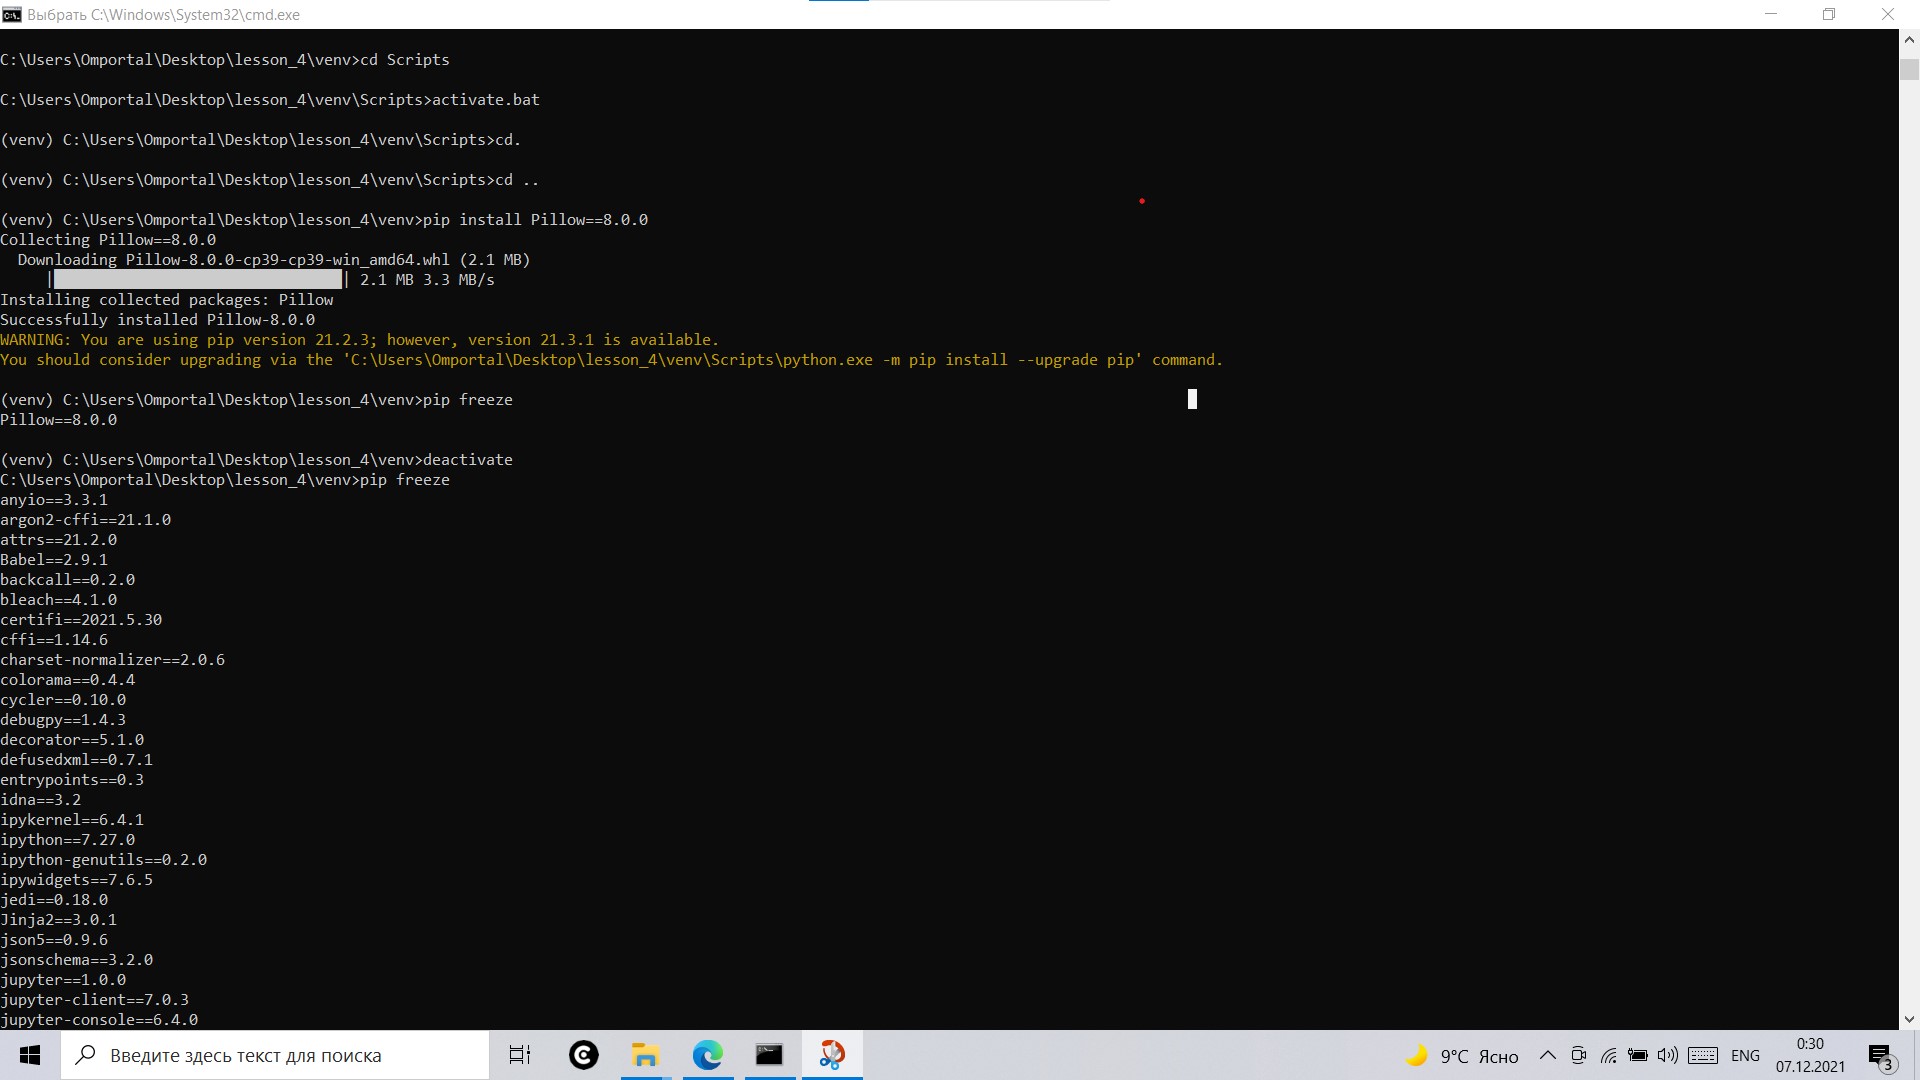 Выбрать C:\Windows\System32\cmd.exe
C:\Users\Omportal\Desktop\lesson_4\venv>cd Scripts
C:\Users\Omportal\Desktop\lesson_4\venv\Scripts>activate.bat
(venv) C:\Users\Omportal\Desktop\lesson_4\venv\Scripts>cd.
(venv) C:\Users\Omportal\Desktop\lesson_4\venv\Scripts>cd ..
(venv) C:\Users\Omportal\Desktop\lesson_4\venv>pip install Pillow==8.0.0
Collecting Pillow==8.0.0
  Downloading Pillow-8.0.0-cp39-cp39-win_amd64.whl (2.1 MB)
| | 2.1 MB 3.3 MB/s
Installing collected packages: Pillow
Successfully installed Pillow-8.0.0
WARNING: You are using pip version 21.2.3; however, version 21.3.1 is available.
You should consider upgrading via the 'C:\Users\Omportal\Desktop\lesson_4\venv\Scripts\python.exe -m pip install --upgrade pip' command.
(venv) C:\Users\Omportal\Desktop\lesson_4\venv>pip freeze
Pillow==8.0.0
(venv) C:\Users\Omportal\Desktop\lesson_4\venv>deactivate
C:\Users\Omportal\Desktop\lesson_4\venv>pip freeze
anyio==3.3.1
argon2-cffi==21.1.0
attrs==21.2.0
Babel==2.9.1
backcall==0.2.0
bleach==4.1.0
certifi==2021.5.30
cffi==1.14.6
charset-normalizer==2.0.6
colorama==0.4.4
cycler==0.10.0
debugpy==1.4.3
decorator==5.1.0
defusedxml==0.7.1
entrypoints==0.3
idna==3.2
ipykernel==6.4.1
ipython==7.27.0
ipython-genutils==0.2.0
ipywidgets==7.6.5
jedi==0.18.0
Jinja2==3.0.1
json5==0.9.6
jsonschema==3.2.0
jupyter==1.0.0
jupyter-client==7.0.3
jupyter-console==6.4.0
Введите здесь текст для поиска
9°C Ясно
ENG
0:30
07.12.2021
3